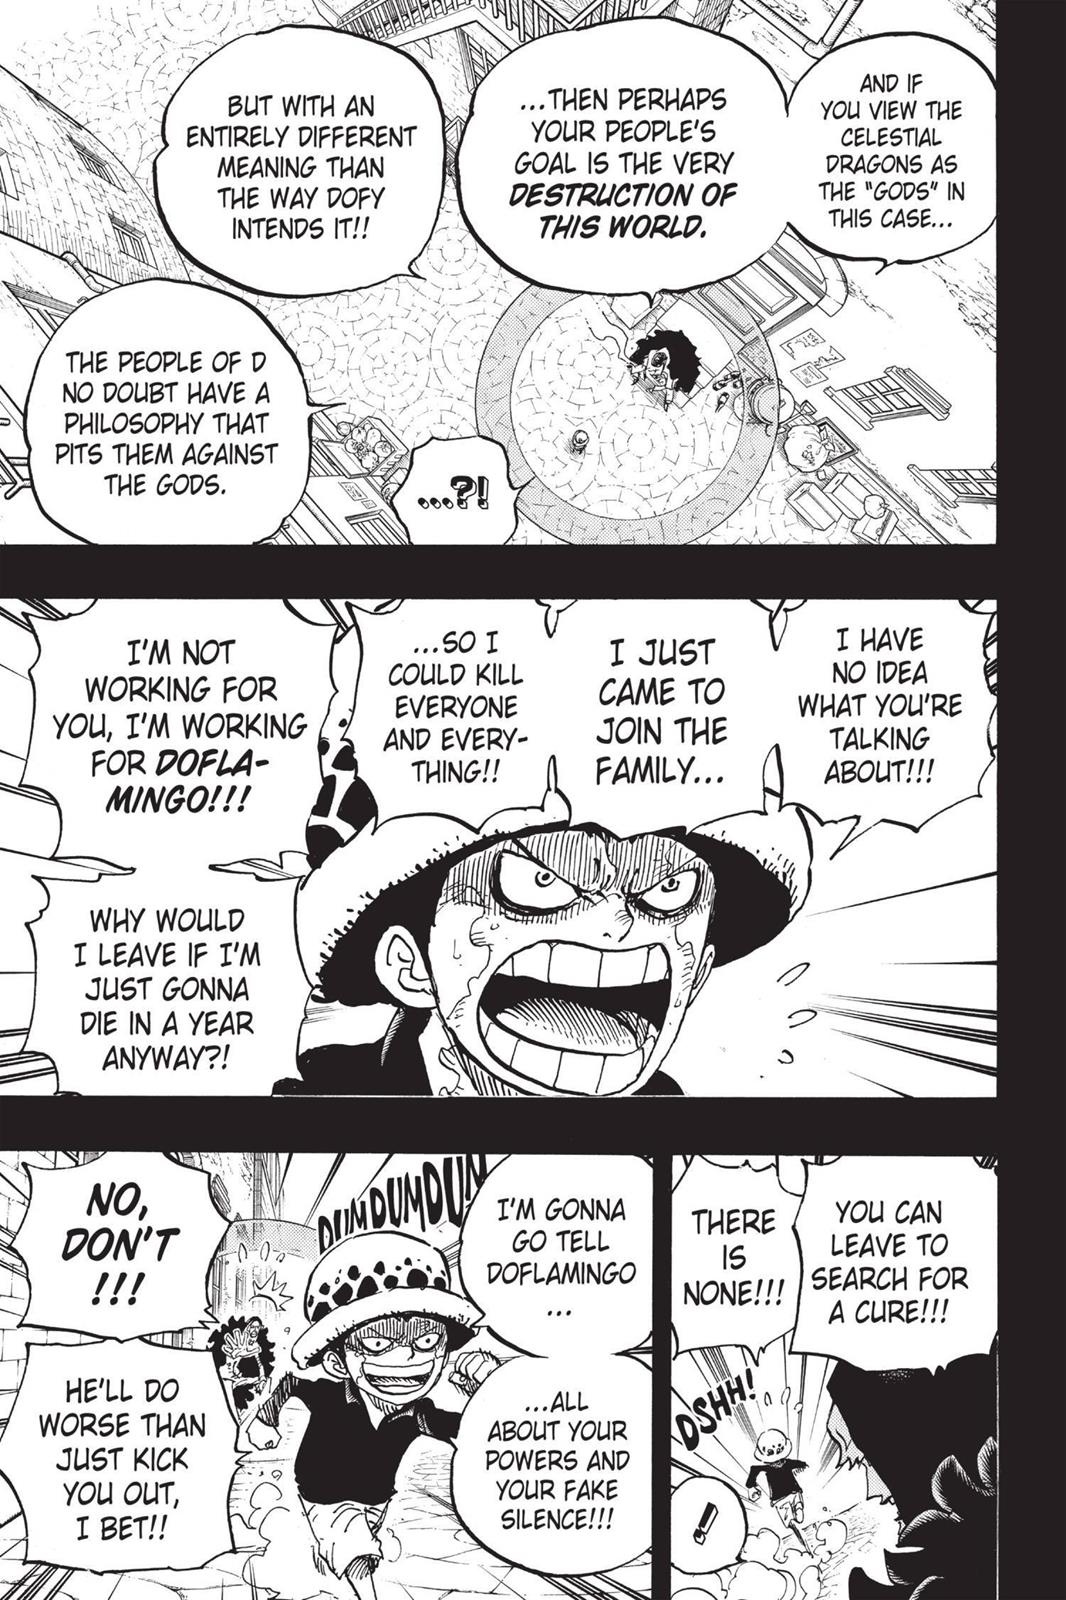 AND IF
YOU VIEW THE
CELESTIAL
DRAGONS AS
THE "GODS" IN
THIS CASE...
...THEN PERHAPS
YOUR PEOPLE'S
GOAL IS THE VERY
DESTRUCTION OF
THIS WORLD.
BUT WITH AN
ENTIRELY DIFFERENT
MEANING THAN
THE WAY DOFY
INTENDS IT!!
THE PEOPLE OF D
NO DOUBT HAVE A
PHILOSOPHY THAT
PITS THEM AGAINST
THE GODS.
...?!
I HAVE
NO IDEA
WHAT YOU'RE
TALKING
ABOUT!!!
I JUST
CAME TO
JOIN THE
FAMILY...
...SO I
COULD KILL
EVERYONE
AND EVERY-
THING!!
I'M NOT
WORKING FOR
YOU, I'M WORKING
FOR DOFLA-
MINGO!!!
WHY WOULD
I LEAVE IF I'M
JUST GONNA
DIE IN A YEAR
ANYWAY?!
YOU CAN
LEAVE TO
SEARCH FOR
A CURE!!!
THERE
IS
NONE!!!
DSHH!
!
I'M GONNA
GO TELL
DOFLAMINGO
...
...ALL
ABOUT YOUR
POWERS AND
YOUR FAKE
SILENCE!!!
DUM DUM DUM
NO,
DON'T
!!!
HE'LL DO
WORSE THAN
JUST KICK
YOU OUT,
I BET!!